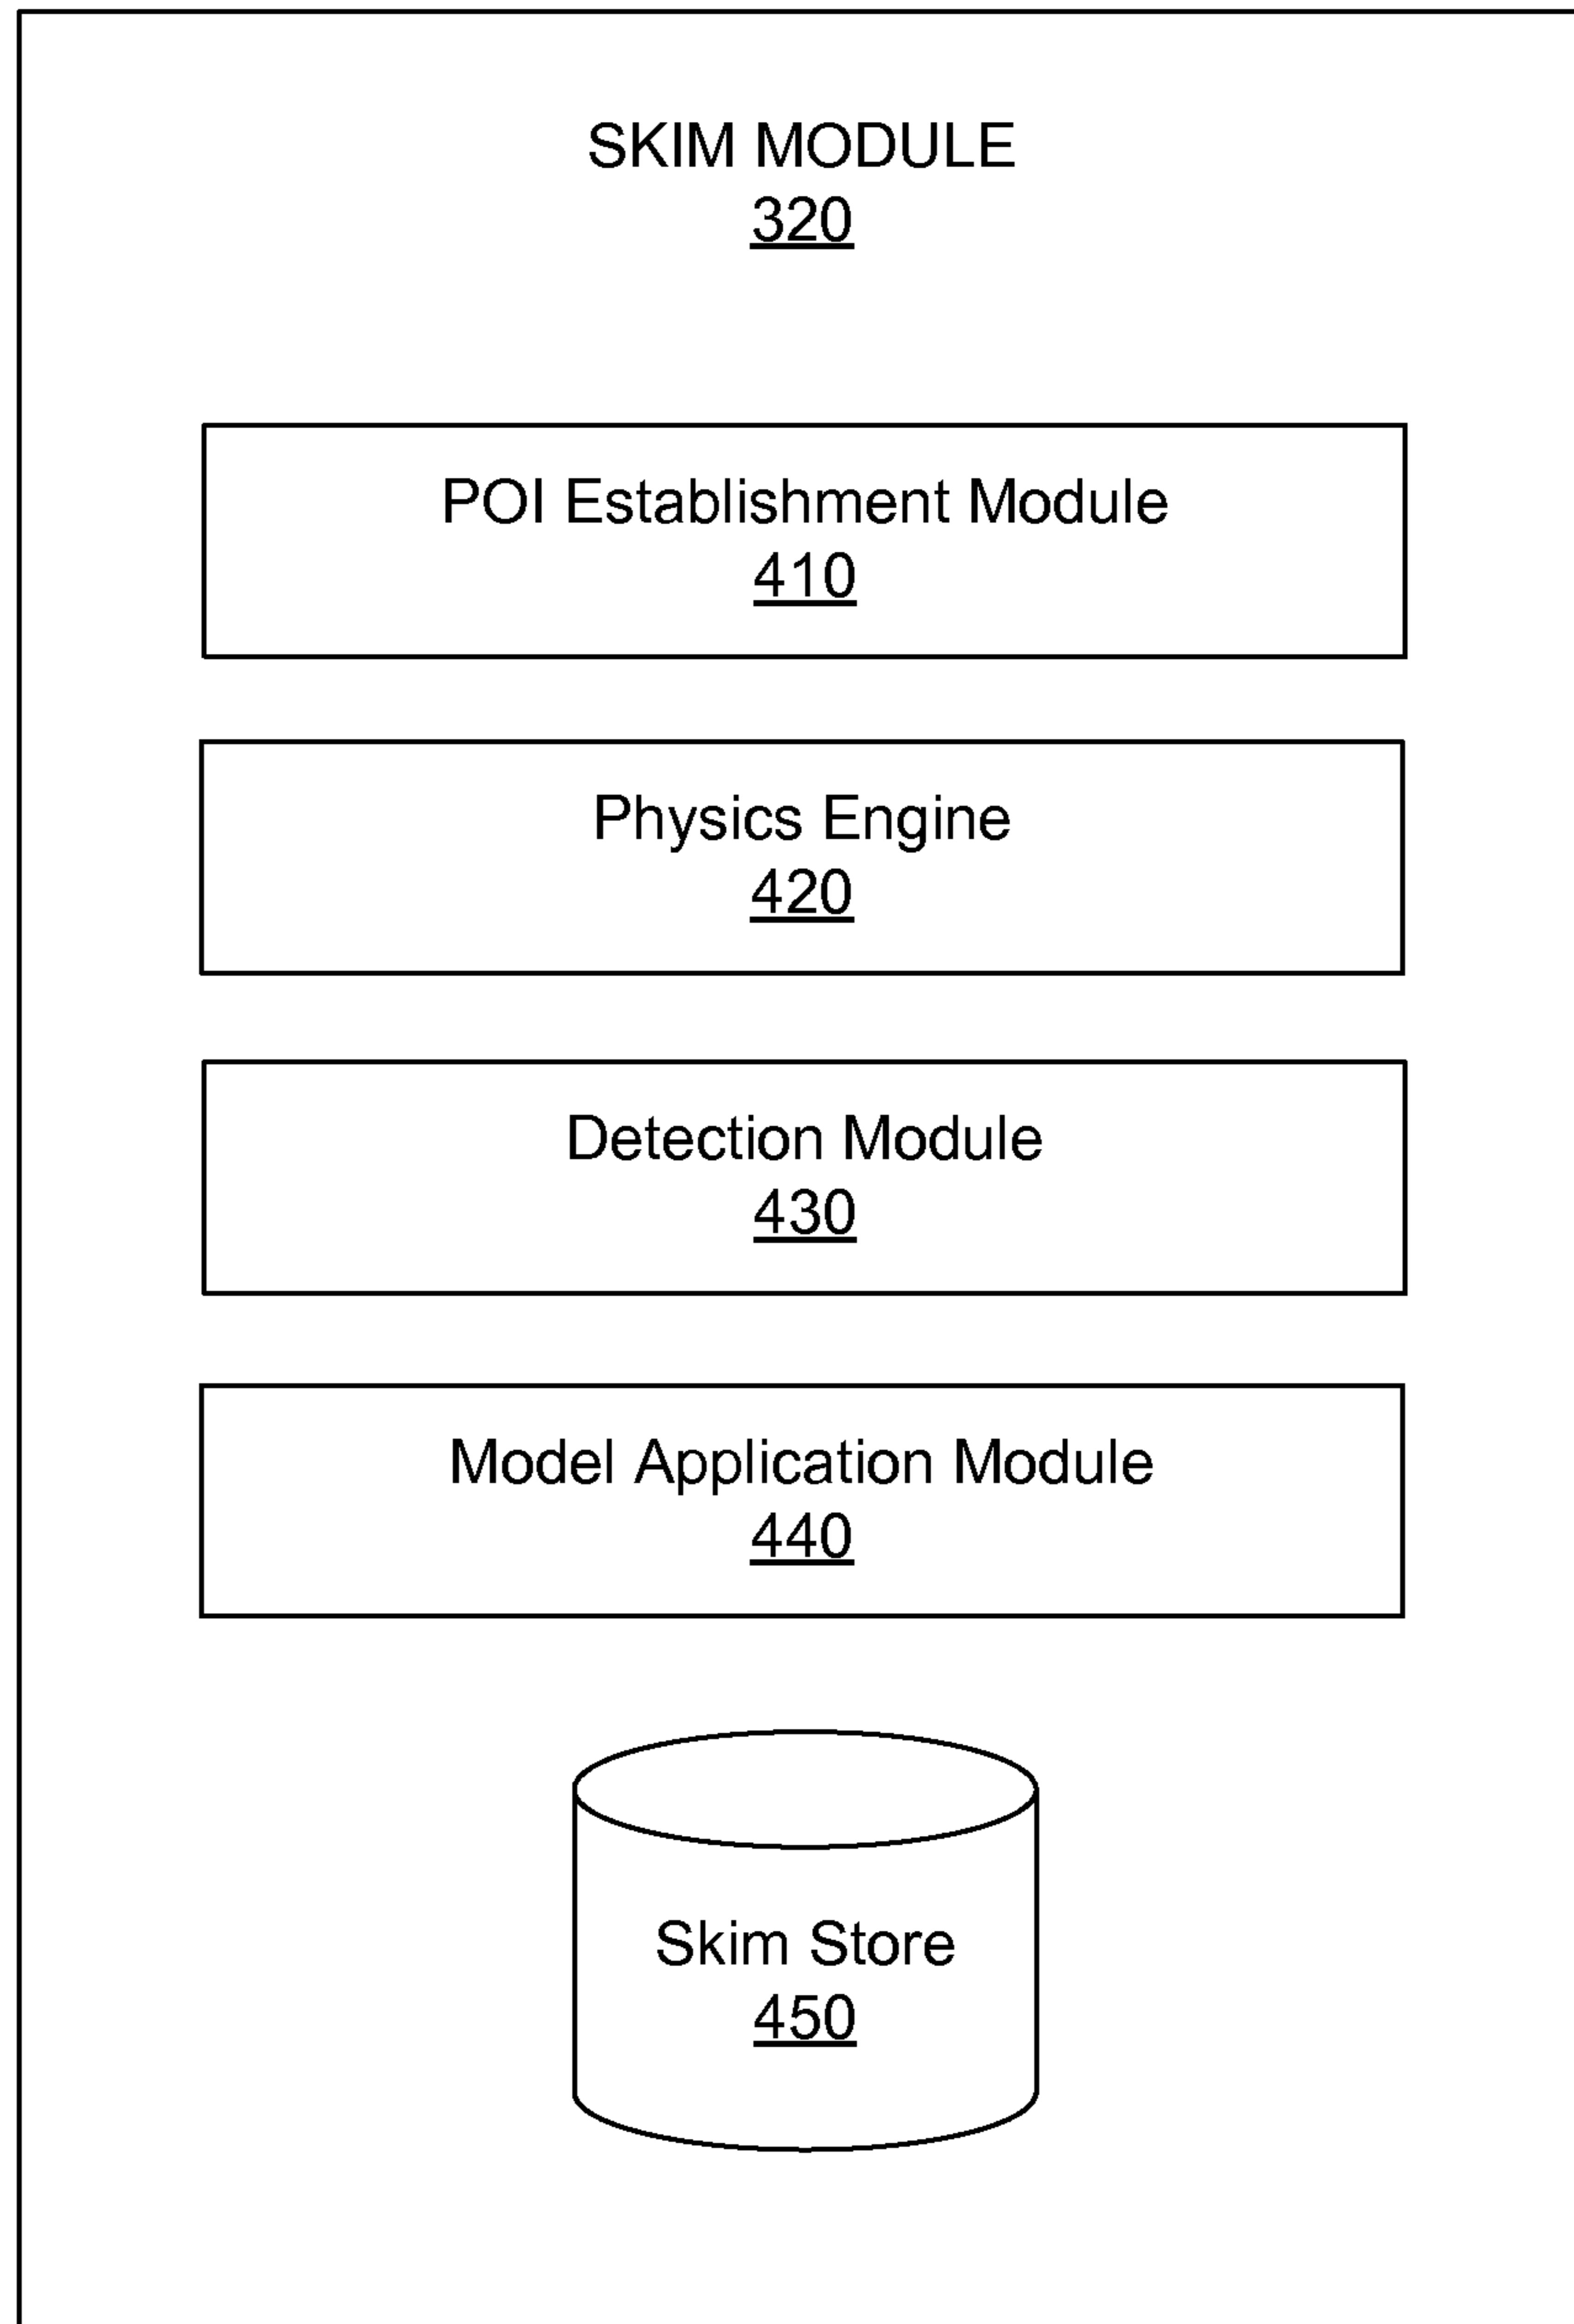 SKIM MODULE
320
POI Establishment Module
410
Physics Engine
420
Detection Module
430
Model Application Module
440
Skim Store
450